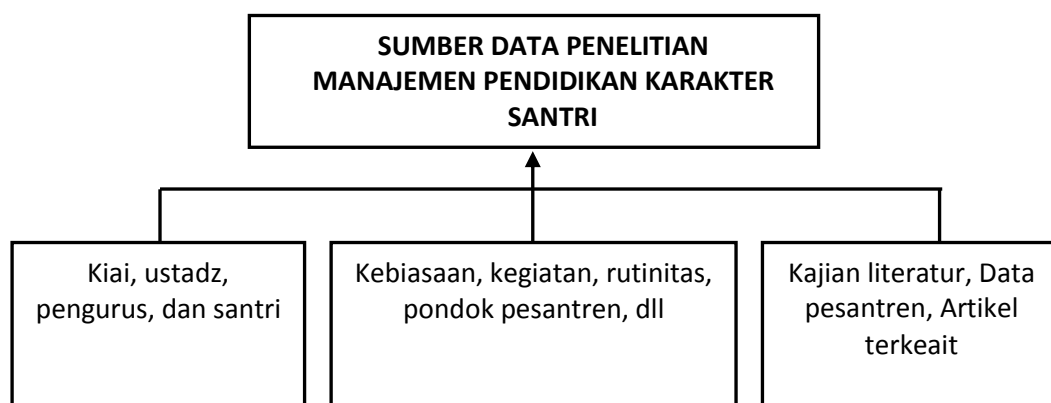 SUMBER DATA PENELITIAN
MANAJEMEN PENDIDIKAN KARAKTER
SANTRI
Kiai, ustadz,
pengurus, dan santri
Kebiasaan, kegiatan, rutinitas,
pondok pesantren, dll
Kajian literatur, Data
pesantren, Artikel
terkeait